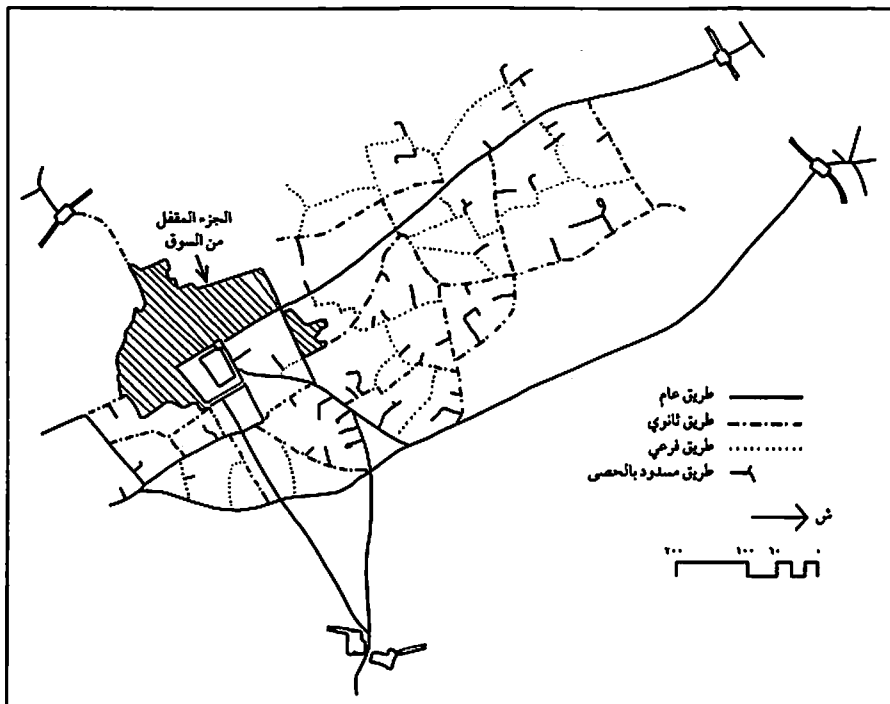 الجزء المقفل
من السوق
طريق عام
طريق ثانوي
طريق فرعي
طريق مسدود بالحصى
ش
٢٠٠ ١٠٠ ٦٠ ٠